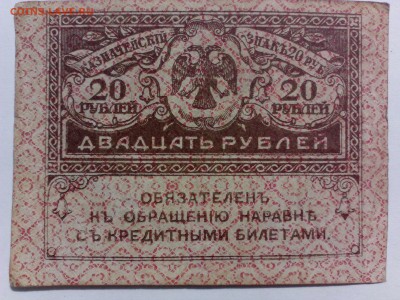 COINS.SAVE.RU
КАЗНАЧЕЙСКІЙ ЗНАКЪ 20 РУБ.
20 20
РУБЛЕЙ РУБЛЕЙ
ДВАДЦАТЬ РУБЛЕЙ
ОБЯЗАТЕЛЕНЪ
КЪ ОБРАЩЕНІЮ НАРАВНѢ
СЪ КРЕДИТНЫМИ БИЛЕТАМИ.